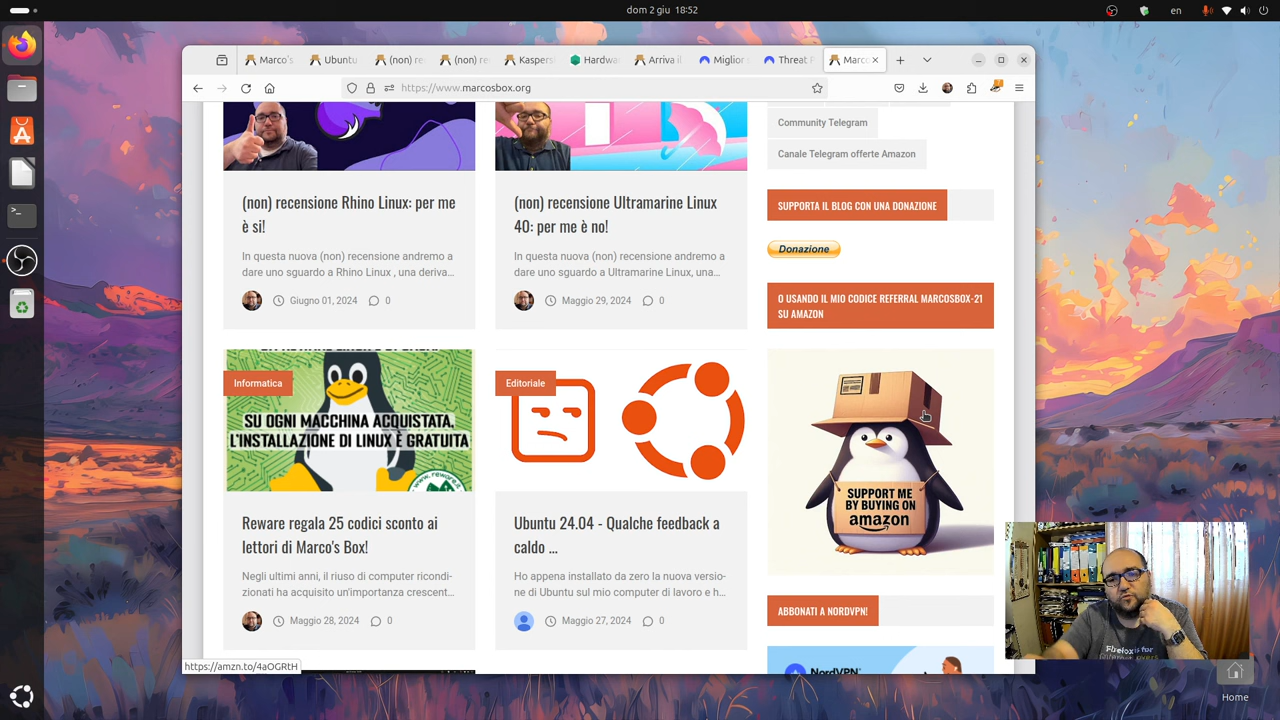 dom 2 giu 18:52
en
Marco's
Ubuntu
(non) re
(non) re
Kaspers
Hardwa
Arriva il
Miglior
Threat
Marco
https://www.marcosbox.org
Community Telegram
Canale Telegram offerte Amazon
SUPPORTA IL BLOG CON UNA DONAZIONE
Donazione
O USANDO IL MIO CODICE REFERRAL MARCOSBOX-21
SU AMAZON
(non) recensione Rhino Linux: per me
è si!
In questa nuova (non) recensione andremo a
dare uno sguardo a Rhino Linux , una deriva...
Giugno 01, 2024
0
(non) recensione Ultramarine Linux
40: per me è no!
In questa nuova (non) recensione andremo a
dare uno sguardo a Ultramarine Linux, una...
Maggio 29, 2024
0
Informatica
SU OGNI MACCHINA ACQUISTATA,
L'INSTALLAZIONE DI LINUX È GRATUITA
Reware regala 25 codici sconto ai
lettori di Marco's Box!
Negli ultimi anni, il riuso di computer ricondi-
zionati ha acquisito un'importanza crescent...
Maggio 28, 2024
0
Editoriale
Ubuntu 24.04 - Qualche feedback a
caldo ...
Ho appena installato da zero la nuova versio-
ne di Ubuntu sul mio computer di lavoro e h...
Maggio 27, 2024
0
SUPPORT ME
BY BUYING ON
amazon
ABBONATI A NORDVPN!
NordVPN
https://amzn.to/4aOGRtH
Firefox is for
Home